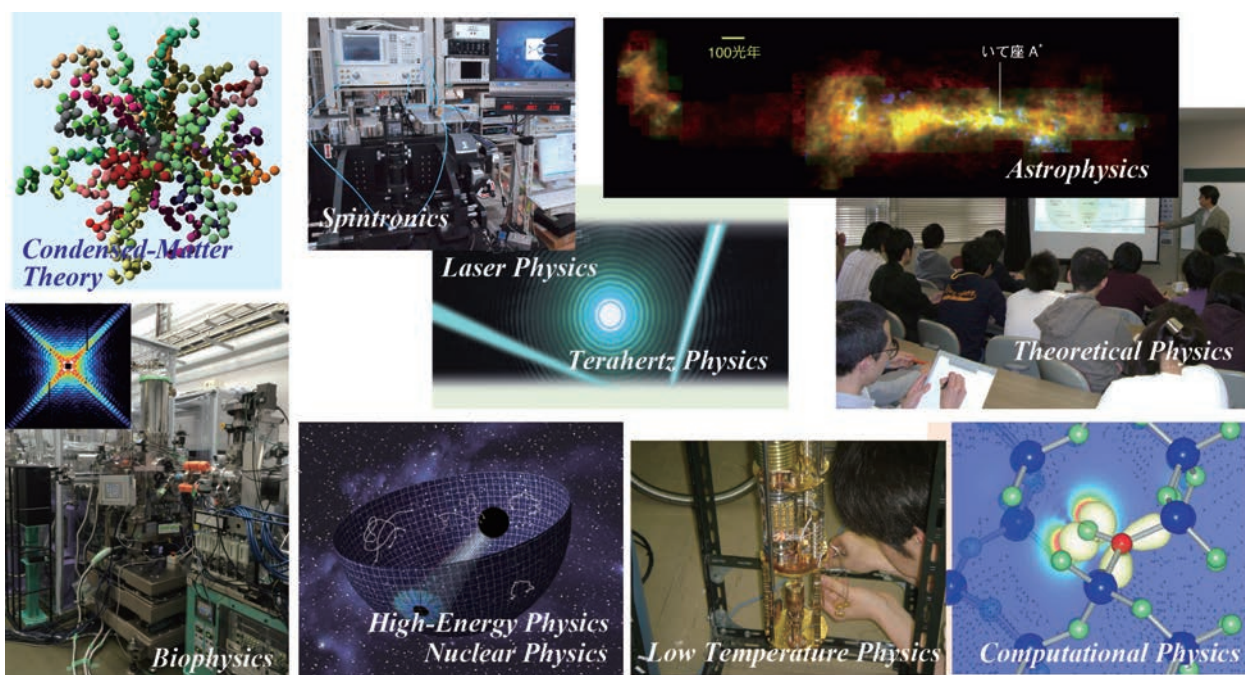 Condensed-Matter
Theory
Spintronics
100光年
いて座 A*
Astrophysics
Laser Physics
Terahertz Physics
Theoretical Physics
Biophysics
High-Energy Physics
Nuclear Physics
Low Temperature Physics
Computational Physics